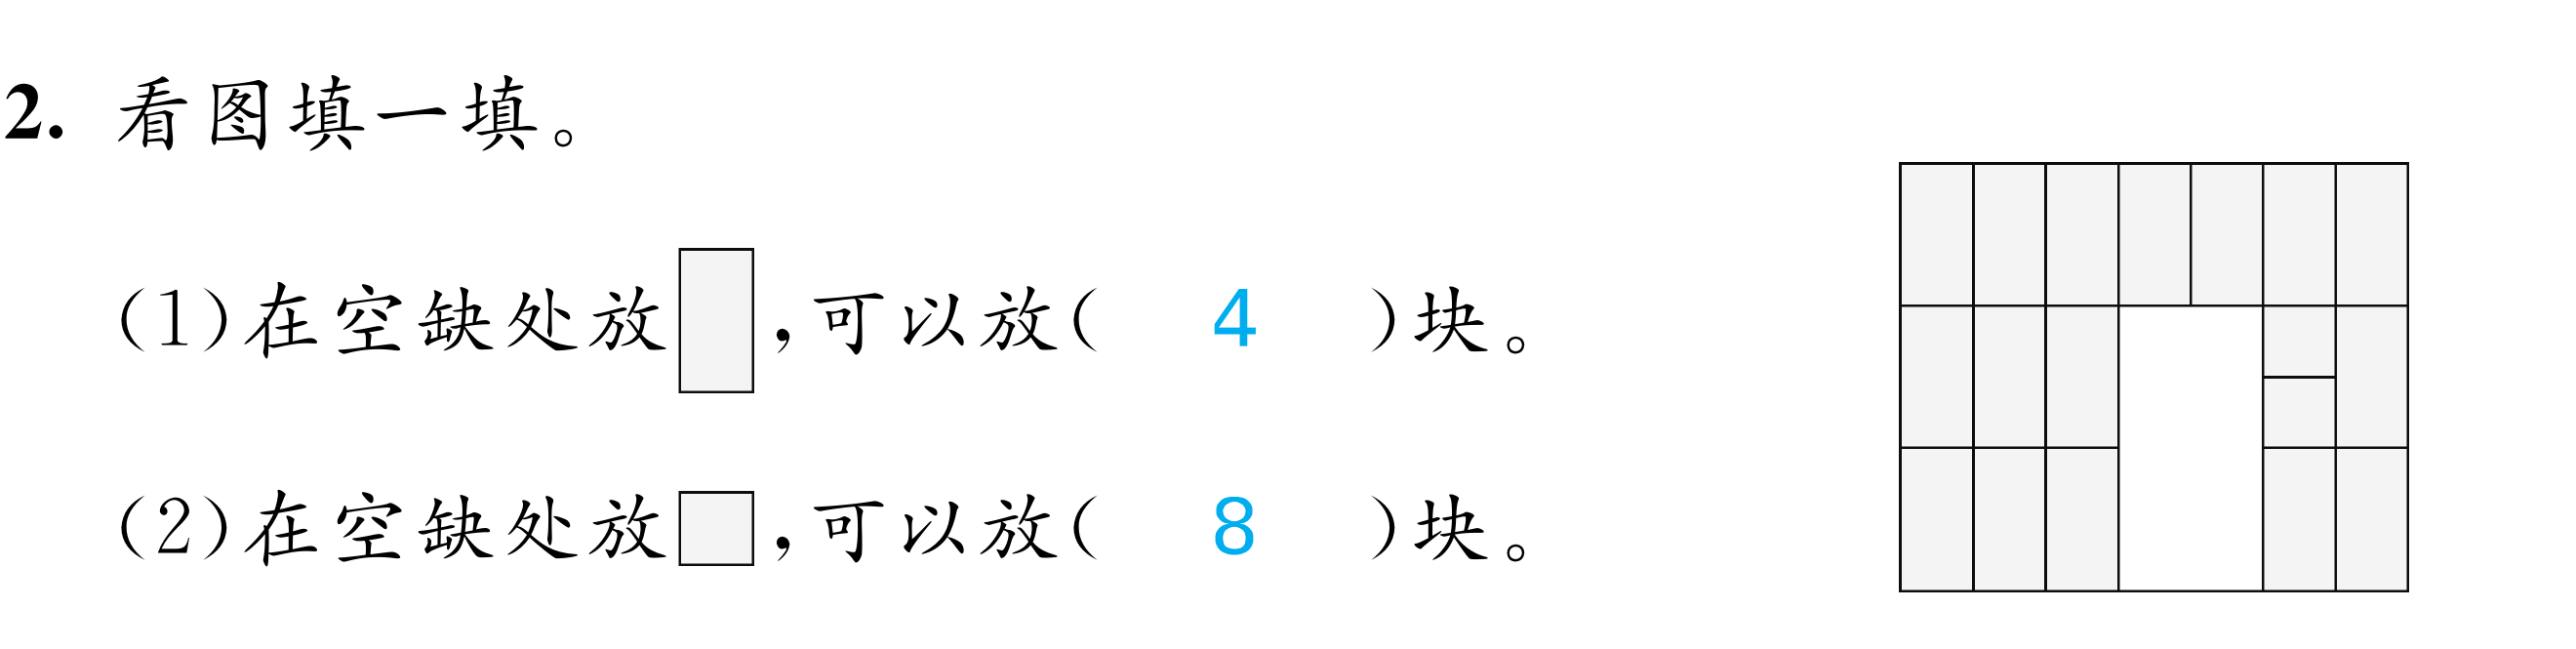 2. 看图填一填。
(1)在空缺处放，可以放( 4 )块。
(2)在空缺处放，可以放( 8 )块。